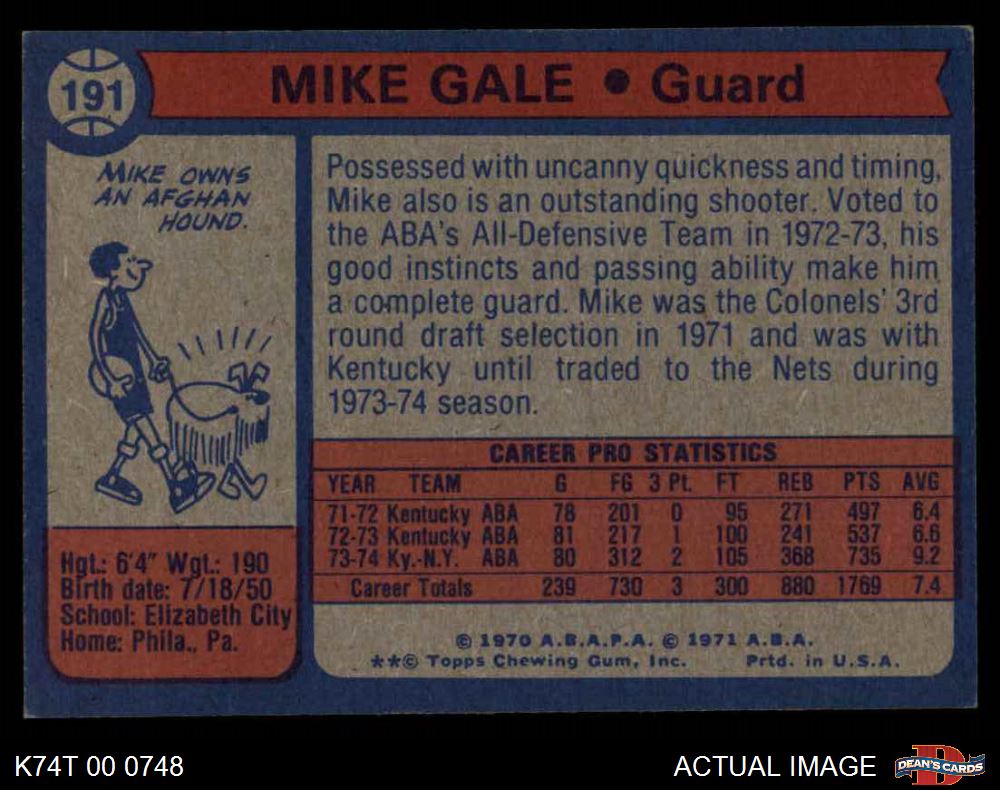 191
MIKE GALE • Guard
MIKE OWNS
AN AFGHAN
HOUND.
Possessed with uncanny quickness and timing,
Mike also is an outstanding shooter. Voted to
the ABA's All-Defensive Team in 1972-73, his
good instincts and passing ability make him
a complete guard. Mike was the Colonels' 3rd
round draft selection in 1971 and was with
Kentucky until traded to the Nets during
1973-74 season.
CAREER PRO STATISTICS
YEAR TEAM G FG 3 Pt. FT REB PTS AVG
71-72 Kentucky ABA 78 201 0 95 271 497 6.4
72-73 Kentucky ABA 81 217 1 100 241 537 6.6
73-74 Ky.-N.Y. ABA 80 312 2 105 368 735 9.2
Career Totals 239 730 3 300 880 1769 7.4
Hgt.: 6'4" Wgt.: 190
Birth date: 7/18/50
School: Elizabeth City
Home: Phila., Pa.
© 1970 A.B.A.P.A. © 1971 A.B.A.
**© Topps Chewing Gum, Inc. Prtd. in U.S.A.
K74T 00 0748
ACTUAL IMAGE
D
DEAN'S CARDS